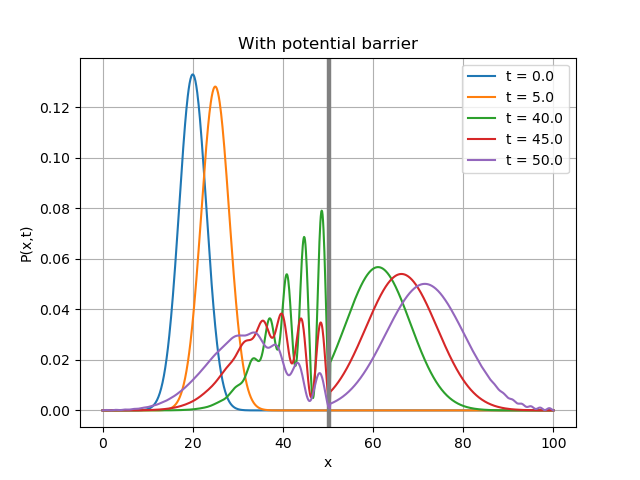 With potential barrier
t = 0.0
t = 5.0
t = 40.0
t = 45.0
t = 50.0
P(x,t)
0.12
0.10
0.08
0.06
0.04
0.02
0.00
0 20 40 60 80 100
x